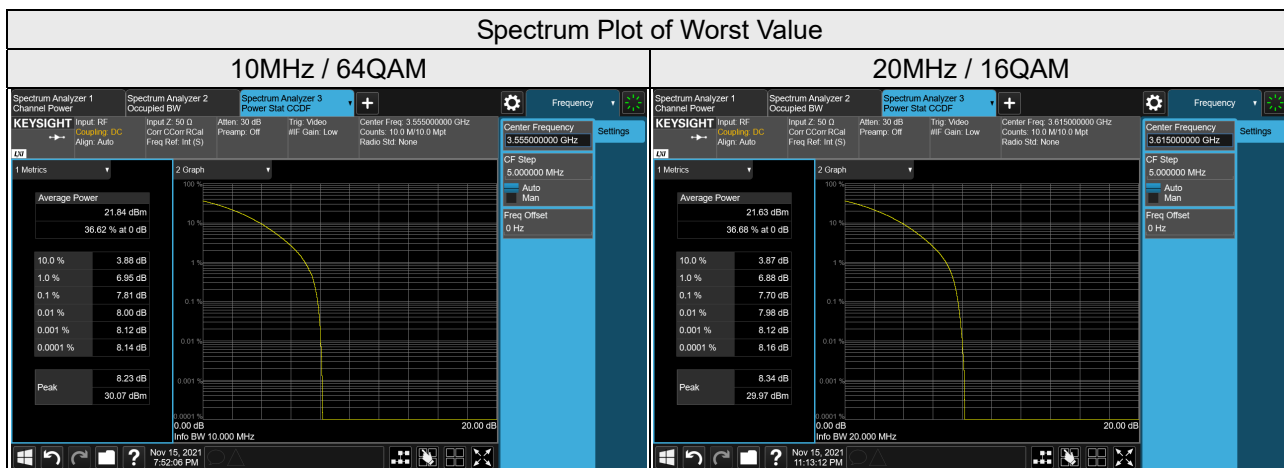 Spectrum Plot of Worst Value
10MHz / 64QAM
Spectrum Analyzer 1
Channel Power
Spectrum Analyzer 2
Occupied BW
Spectrum Analyzer 3
Power Stat CCDF
+
Frequency
KEYSIGHT
Input: RF
Coupling: DC
Align: Auto
Input Z: 50 Ω
Corr CCorr RCal
Freq Ref: Int (S)
Atten: 30 dB
Preamp: Off
Trig: Video
#IF Gain: Low
Center Freq: 3.555000000 GHz
Counts: 10.0 M/10.0 Mpt
Radio Std: None
LXI
Center Frequency
3.555000000 GHz
Settings
CF Step
5.000000 MHz
Auto
Man
Freq Offset
0 Hz
1 Metrics
Average Power
21.84 dBm
36.62 % at 0 dB
10.0 % 3.88 dB
1.0 % 6.95 dB
0.1 % 7.81 dB
0.01 % 8.00 dB
0.001 % 8.12 dB
0.0001 % 8.14 dB
Peak
8.23 dB
30.07 dBm
2 Graph
100 %
10 %
1 %
0.1 %
0.01 %
0.001 %
0.0001 %
0.00 dB 20.00 dB
Info BW 10.000 MHz
?
Nov 15, 2021
7:52:06 PM
20MHz / 16QAM
Spectrum Analyzer 1
Channel Power
Spectrum Analyzer 2
Occupied BW
Spectrum Analyzer 3
Power Stat CCDF
+
Frequency
KEYSIGHT
Input: RF
Coupling: DC
Align: Auto
Input Z: 50 Ω
Corr CCorr RCal
Freq Ref: Int (S)
Atten: 30 dB
Preamp: Off
Trig: Video
#IF Gain: Low
Center Freq: 3.615000000 GHz
Counts: 10.0 M/10.0 Mpt
Radio Std: None
LXI
Center Frequency
3.615000000 GHz
Settings
CF Step
5.000000 MHz
Auto
Man
Freq Offset
0 Hz
1 Metrics
Average Power
21.63 dBm
36.68 % at 0 dB
10.0 % 3.87 dB
1.0 % 6.88 dB
0.1 % 7.70 dB
0.01 % 7.98 dB
0.001 % 8.12 dB
0.0001 % 8.16 dB
Peak
8.34 dB
29.97 dBm
2 Graph
100 %
10 %
1 %
0.1 %
0.01 %
0.001 %
0.0001 %
0.00 dB 20.00 dB
Info BW 20.000 MHz
?
Nov 15, 2021
11:13:12 PM